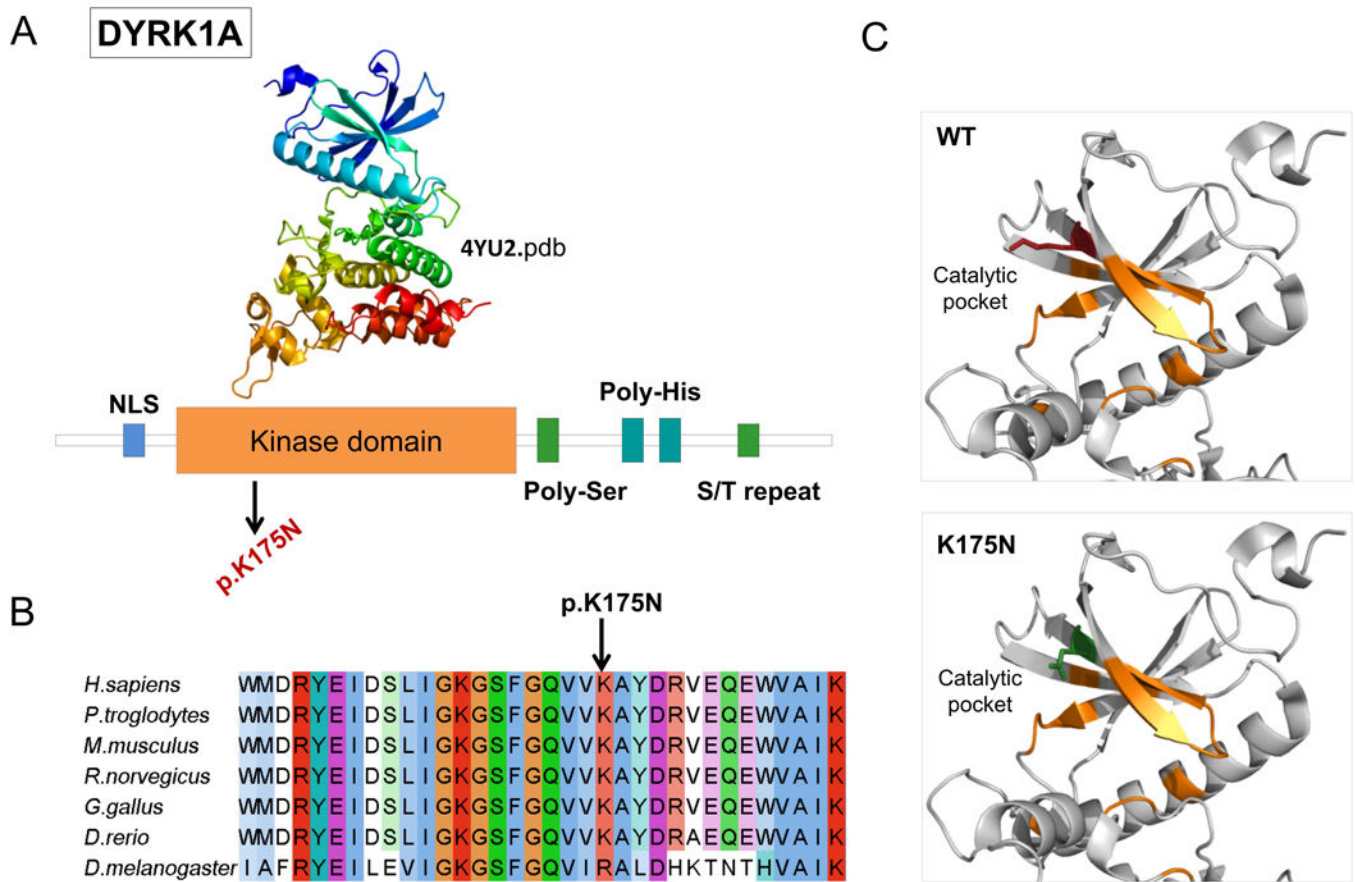 A
DYRK1A
4YU2.pdb
NLS
Kinase domain
Poly-His
Poly-Ser
S/T repeat
p.K175N
B
p.K175N
H.sapiens WMDRYEIDSLIGKGSFGQVVKAYDRVEQEWVAIK
P.troglodytes WMDRYEIDSLIGKGSFGQVVKAYDRVEQEWVAIK
M.musculus WMDRYEIDSLIGKGSFGQVVKAYDRVEQEWVAIK
R.norvegicus WMDRYEIDSLIGKGSFGQVVKAYDRVEQEWVAIK
G.gallus WMDRYEIDSLIGKGSFGQVVKAYDRVEQEWVAIK
D.rerio WMDRYEIDSLIGKGSFGQVVKAYDRAEQEWVAIK
D.melanogaster IAFRYEILEVIGKGSFGQVIRALDHKTNTHVAIK
C
WT
Catalytic
pocket
K175N
Catalytic
pocket